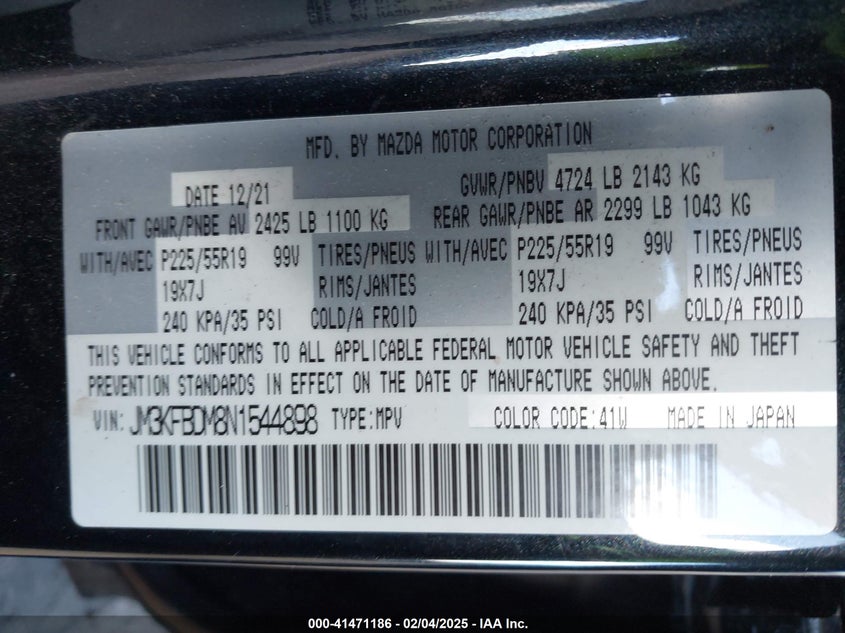 MFD. BY MAZDA MOTOR CORPORATION
DATE 12/21 GVWR/PNBV 4724 LB 2143 KG
FRONT GAWR/PNBE AV 2425 LB 1100 KG REAR GAWR/PNBE AR 2299 LB 1043 KG
WITH/AVEC P225/55R19 99V TIRES/PNEUS WITH/AVEC P225/55R19 99V TIRES/PNEUS
19X7J RIMS/JANTES 19X7J RIMS/JANTES
240 KPA/35 PSI COLD/A FROID 240 KPA/35 PSI COLD/A FROID
THIS VEHICLE CONFORMS TO ALL APPLICABLE FEDERAL MOTOR VEHICLE SAFETY AND THEFT
PREVENTION STANDARDS IN EFFECT ON THE DATE OF MANUFACTURE SHOWN ABOVE.
VIN: JM3KFBDM8N1544898 TYPE:MPV COLOR CODE:41W MADE IN JAPAN
000-41471186 - 02/04/2025 - IAA Inc.